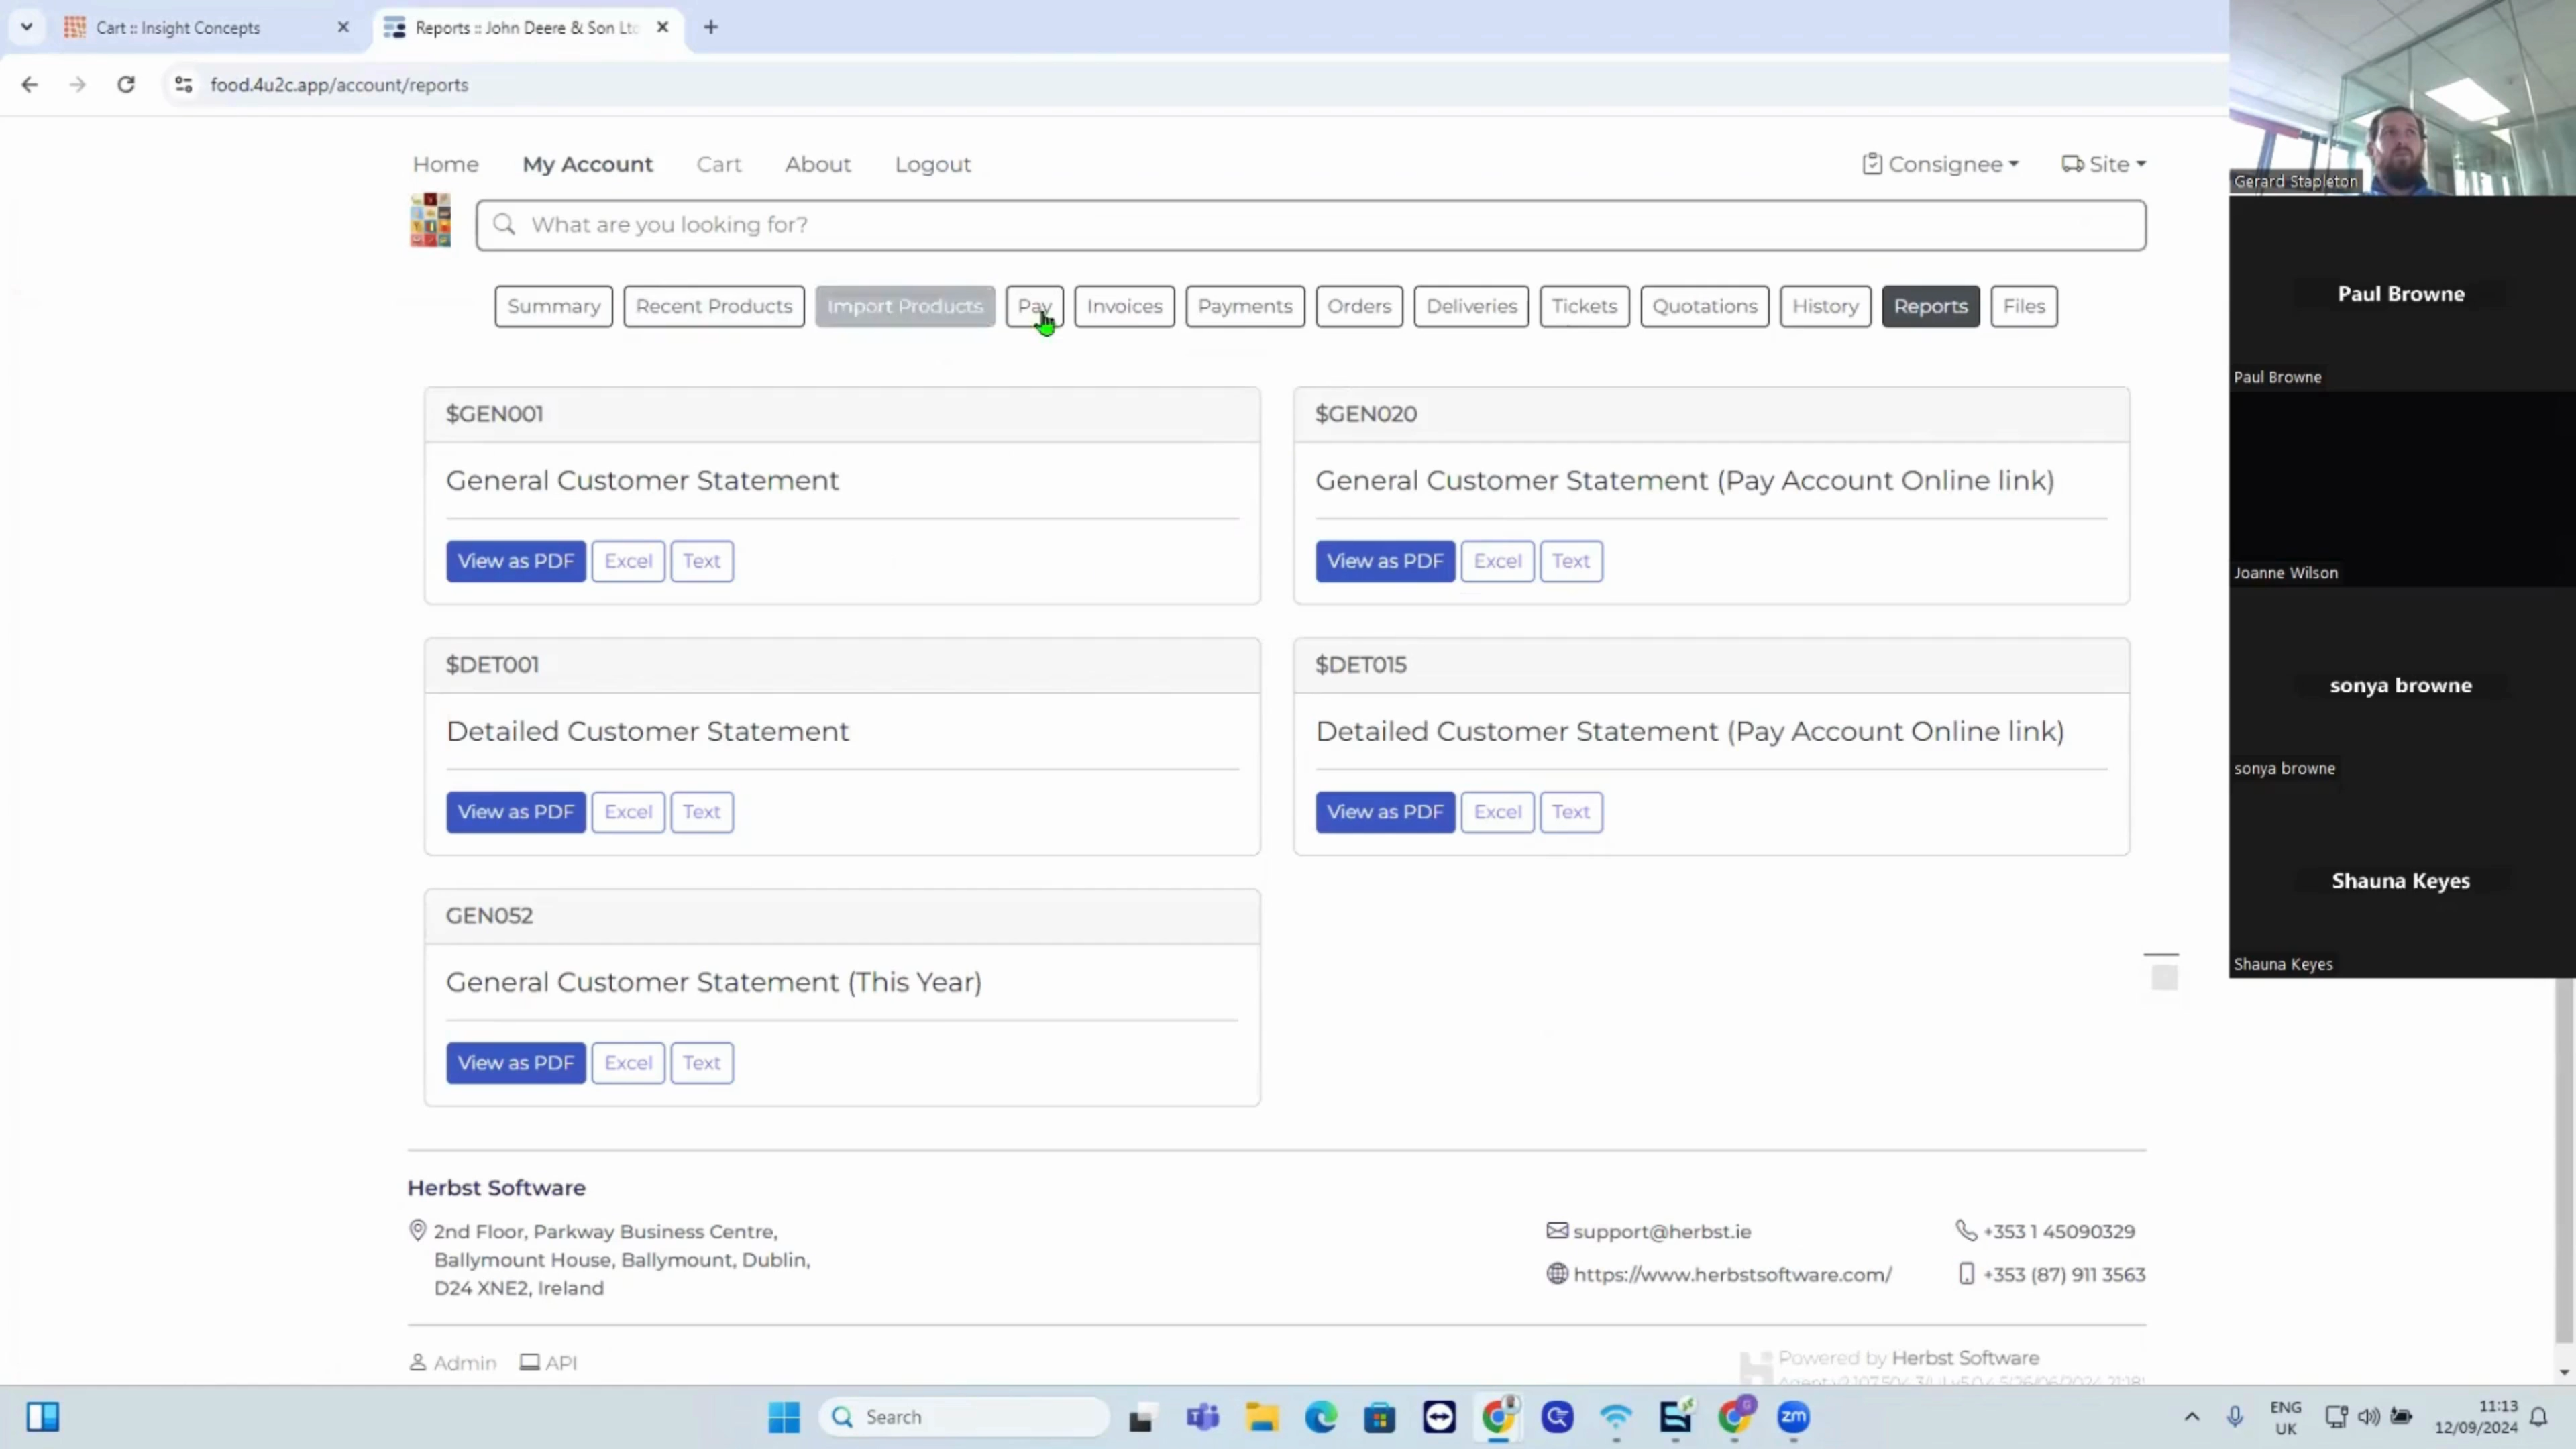 Cart :: Insight Concepts
Reports :: John Deere & Son Ltd
food.4u2c.app/account/reports
Home My Account Cart About Logout
Consignee Site
What are you looking for?
Summary Recent Products Import Products Pay Invoices Payments Orders Deliveries Tickets Quotations History Reports Files
$GEN001
General Customer Statement
View as PDF Excel Text
$GEN020
General Customer Statement (Pay Account Online link)
View as PDF Excel Text
$DET001
Detailed Customer Statement
View as PDF Excel Text
$DET015
Detailed Customer Statement (Pay Account Online link)
View as PDF Excel Text
GEN052
General Customer Statement (This Year)
View as PDF Excel Text
Herbst Software
2nd Floor, Parkway Business Centre,
Ballymount House, Ballymount, Dublin,
D24 XNE2, Ireland
support@herbst.ie
+353 1 45090329
https://www.herbstsoftware.com/
+353 (87) 911 3563
Admin API
Powered by Herbst Software
Gerard Stapleton
Paul Browne
Paul Browne
Joanne Wilson
sonya browne
sonya browne
Shauna Keyes
Shauna Keyes
Search
zm
ENG
UK
11:13
12/09/2024